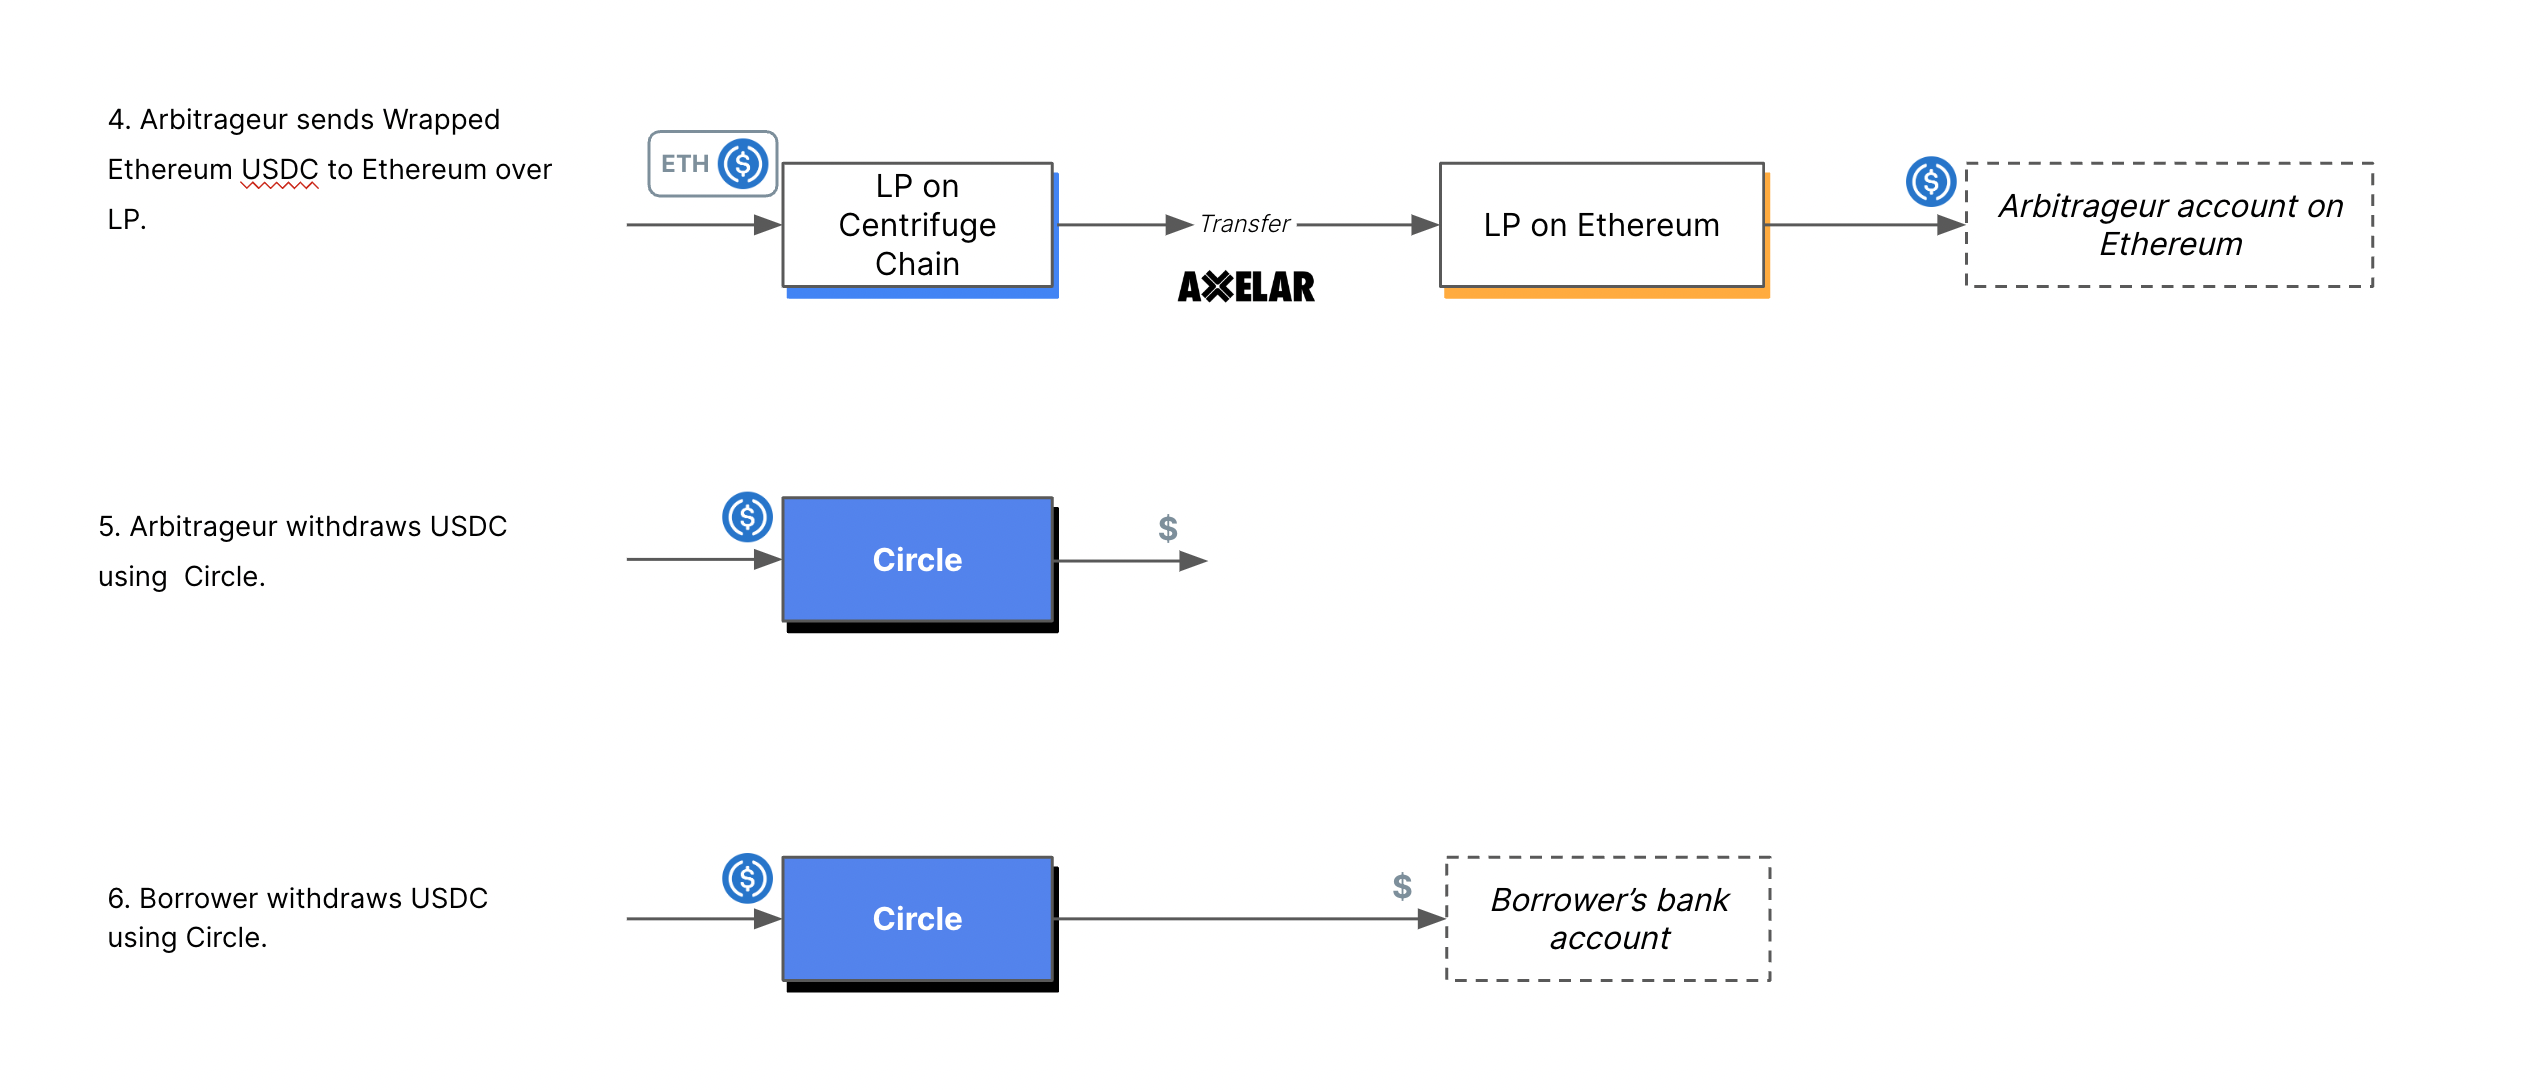 4. Arbitrageur sends Wrapped
Ethereum USDC to Ethereum over
LP.
ETH $
LP on
Centrifuge
Chain
Transfer
AXELAR
LP on Ethereum
$
Arbitrageur account on
Ethereum
5. Arbitrageur withdraws USDC
using  Circle.
$
Circle
$
6. Borrower withdraws USDC
using Circle.
$
Circle
$
Borrower’s bank
account